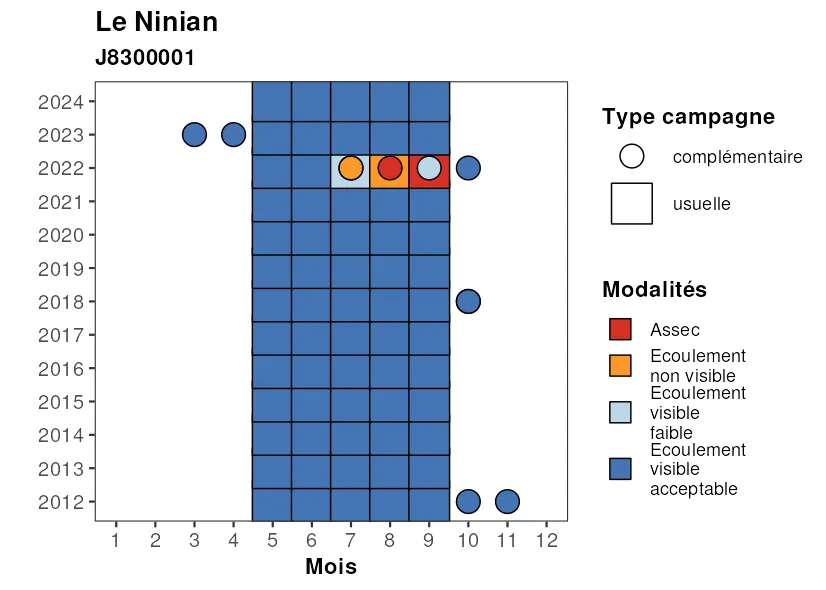 Le Ninian
J8300001
2024
2023
2022
2021
2020
2019
2018
2017
2016
2015
2014
2013
2012
1 2 3 4 5 6 7 8 9 10 11 12
Mois
Type campagne
complémentaire
usuelle
Modalités
Assec
Ecoulement
non visible
Ecoulement
visible
faible
Ecoulement
visible
acceptable